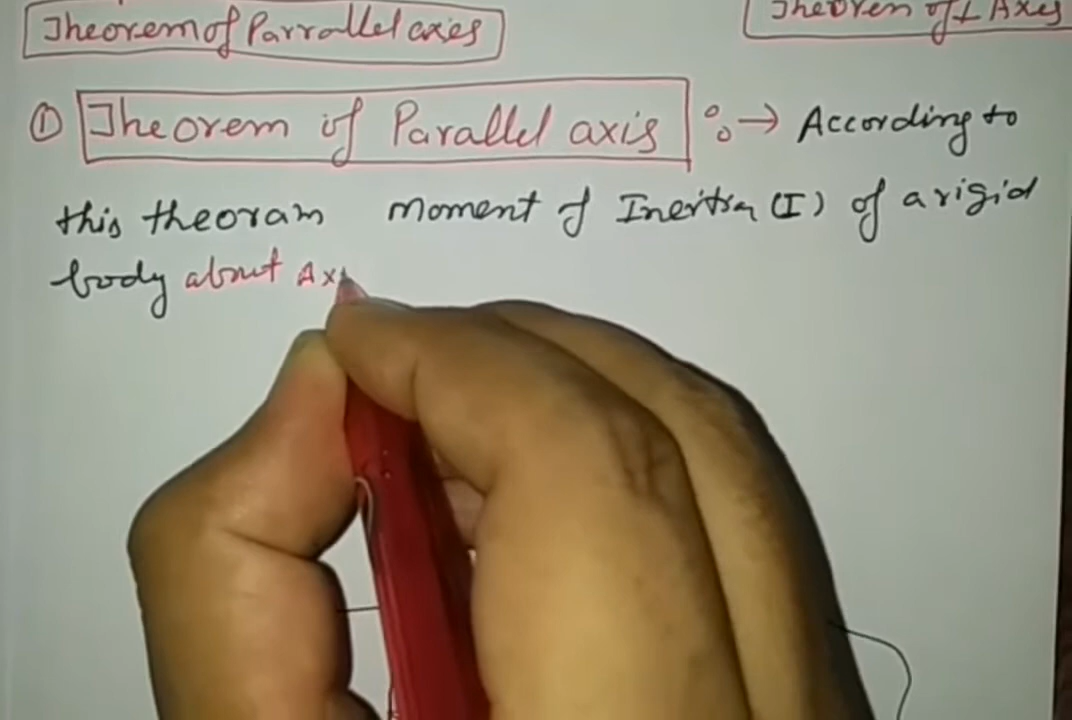 Theorem of Parrallel axes
Theoren of ⊥ Axes
① Theorem of Parallel axis :→ According to
this theoram moment of Inertia (I) of a rigid
body about Ax